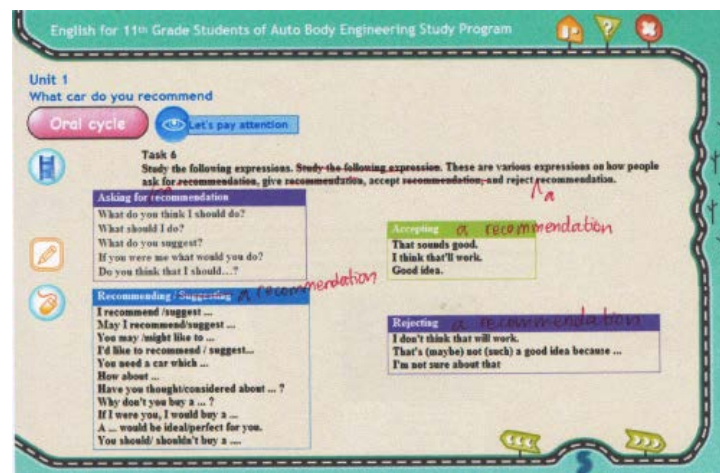 English for 11th Grade Students of Auto Body Engineering Study Program
?
Unit 1
What car do you recommend
Oral cycle
Let's pay attention
Task 6
Study the following expressions. Study the following expression. These are various expressions on how people
ask for recommendation, give recommendation, accept recommendation, and reject recommendation.
a
a
Asking for recommendation
What do you think I should do?
What should I do?
What do you suggest?
If you were me what would you do?
Do you think that I should…?
Recommending / Suggesting a recommendation
I recommend /suggest ...
May I recommend/suggest ...
You may /might like to ...
I'd like to recommend / suggest...
You need a car which ...
How about ...
Have you thought/considered about ... ?
Why don't you buy a ... ?
If I were you, I would buy a ...
A ... would be ideal/perfect for you.
You should/ shouldn't buy a ....
Accepting a recommendation
That sounds good.
I think that'll work.
Good idea.
Rejecting a recommendation
I don't think that will work.
That's (maybe) not (such) a good idea because ...
I'm not sure about that
5